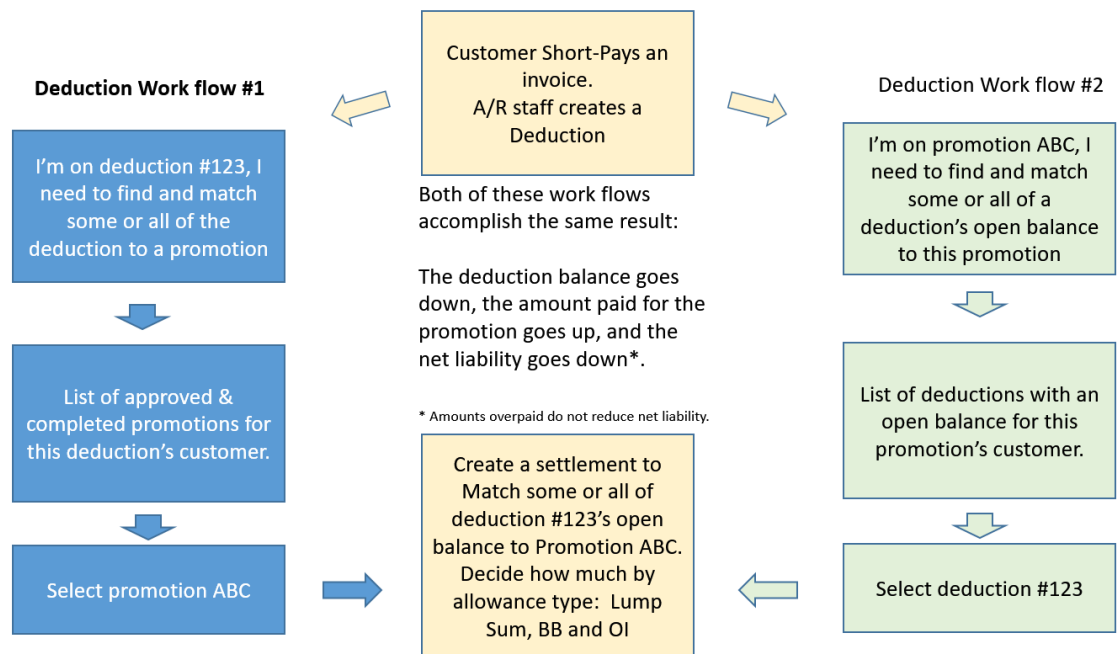 Customer Short-Pays an
invoice.
A/R staff creates a
Deduction
Deduction Work flow #1
I'm on deduction #123, I
need to find and match
some or all of the
deduction to a promotion
List of approved &
completed promotions for
this deduction's customer.
Select promotion ABC
Both of these work flows
accomplish the same result:
The deduction balance goes
down, the amount paid for the
promotion goes up, and the
net liability goes down*.
* Amounts overpaid do not reduce net liability.
Create a settlement to
Match some or all of
deduction #123's open
balance to Promotion ABC.
Decide how much by
allowance type:  Lump
Sum, BB and OI
Deduction Work flow #2
I'm on promotion ABC, I
need to find and match
some or all of a
deduction's open balance
to this promotion
List of deductions with an
open balance for this
promotion's customer.
Select deduction #123